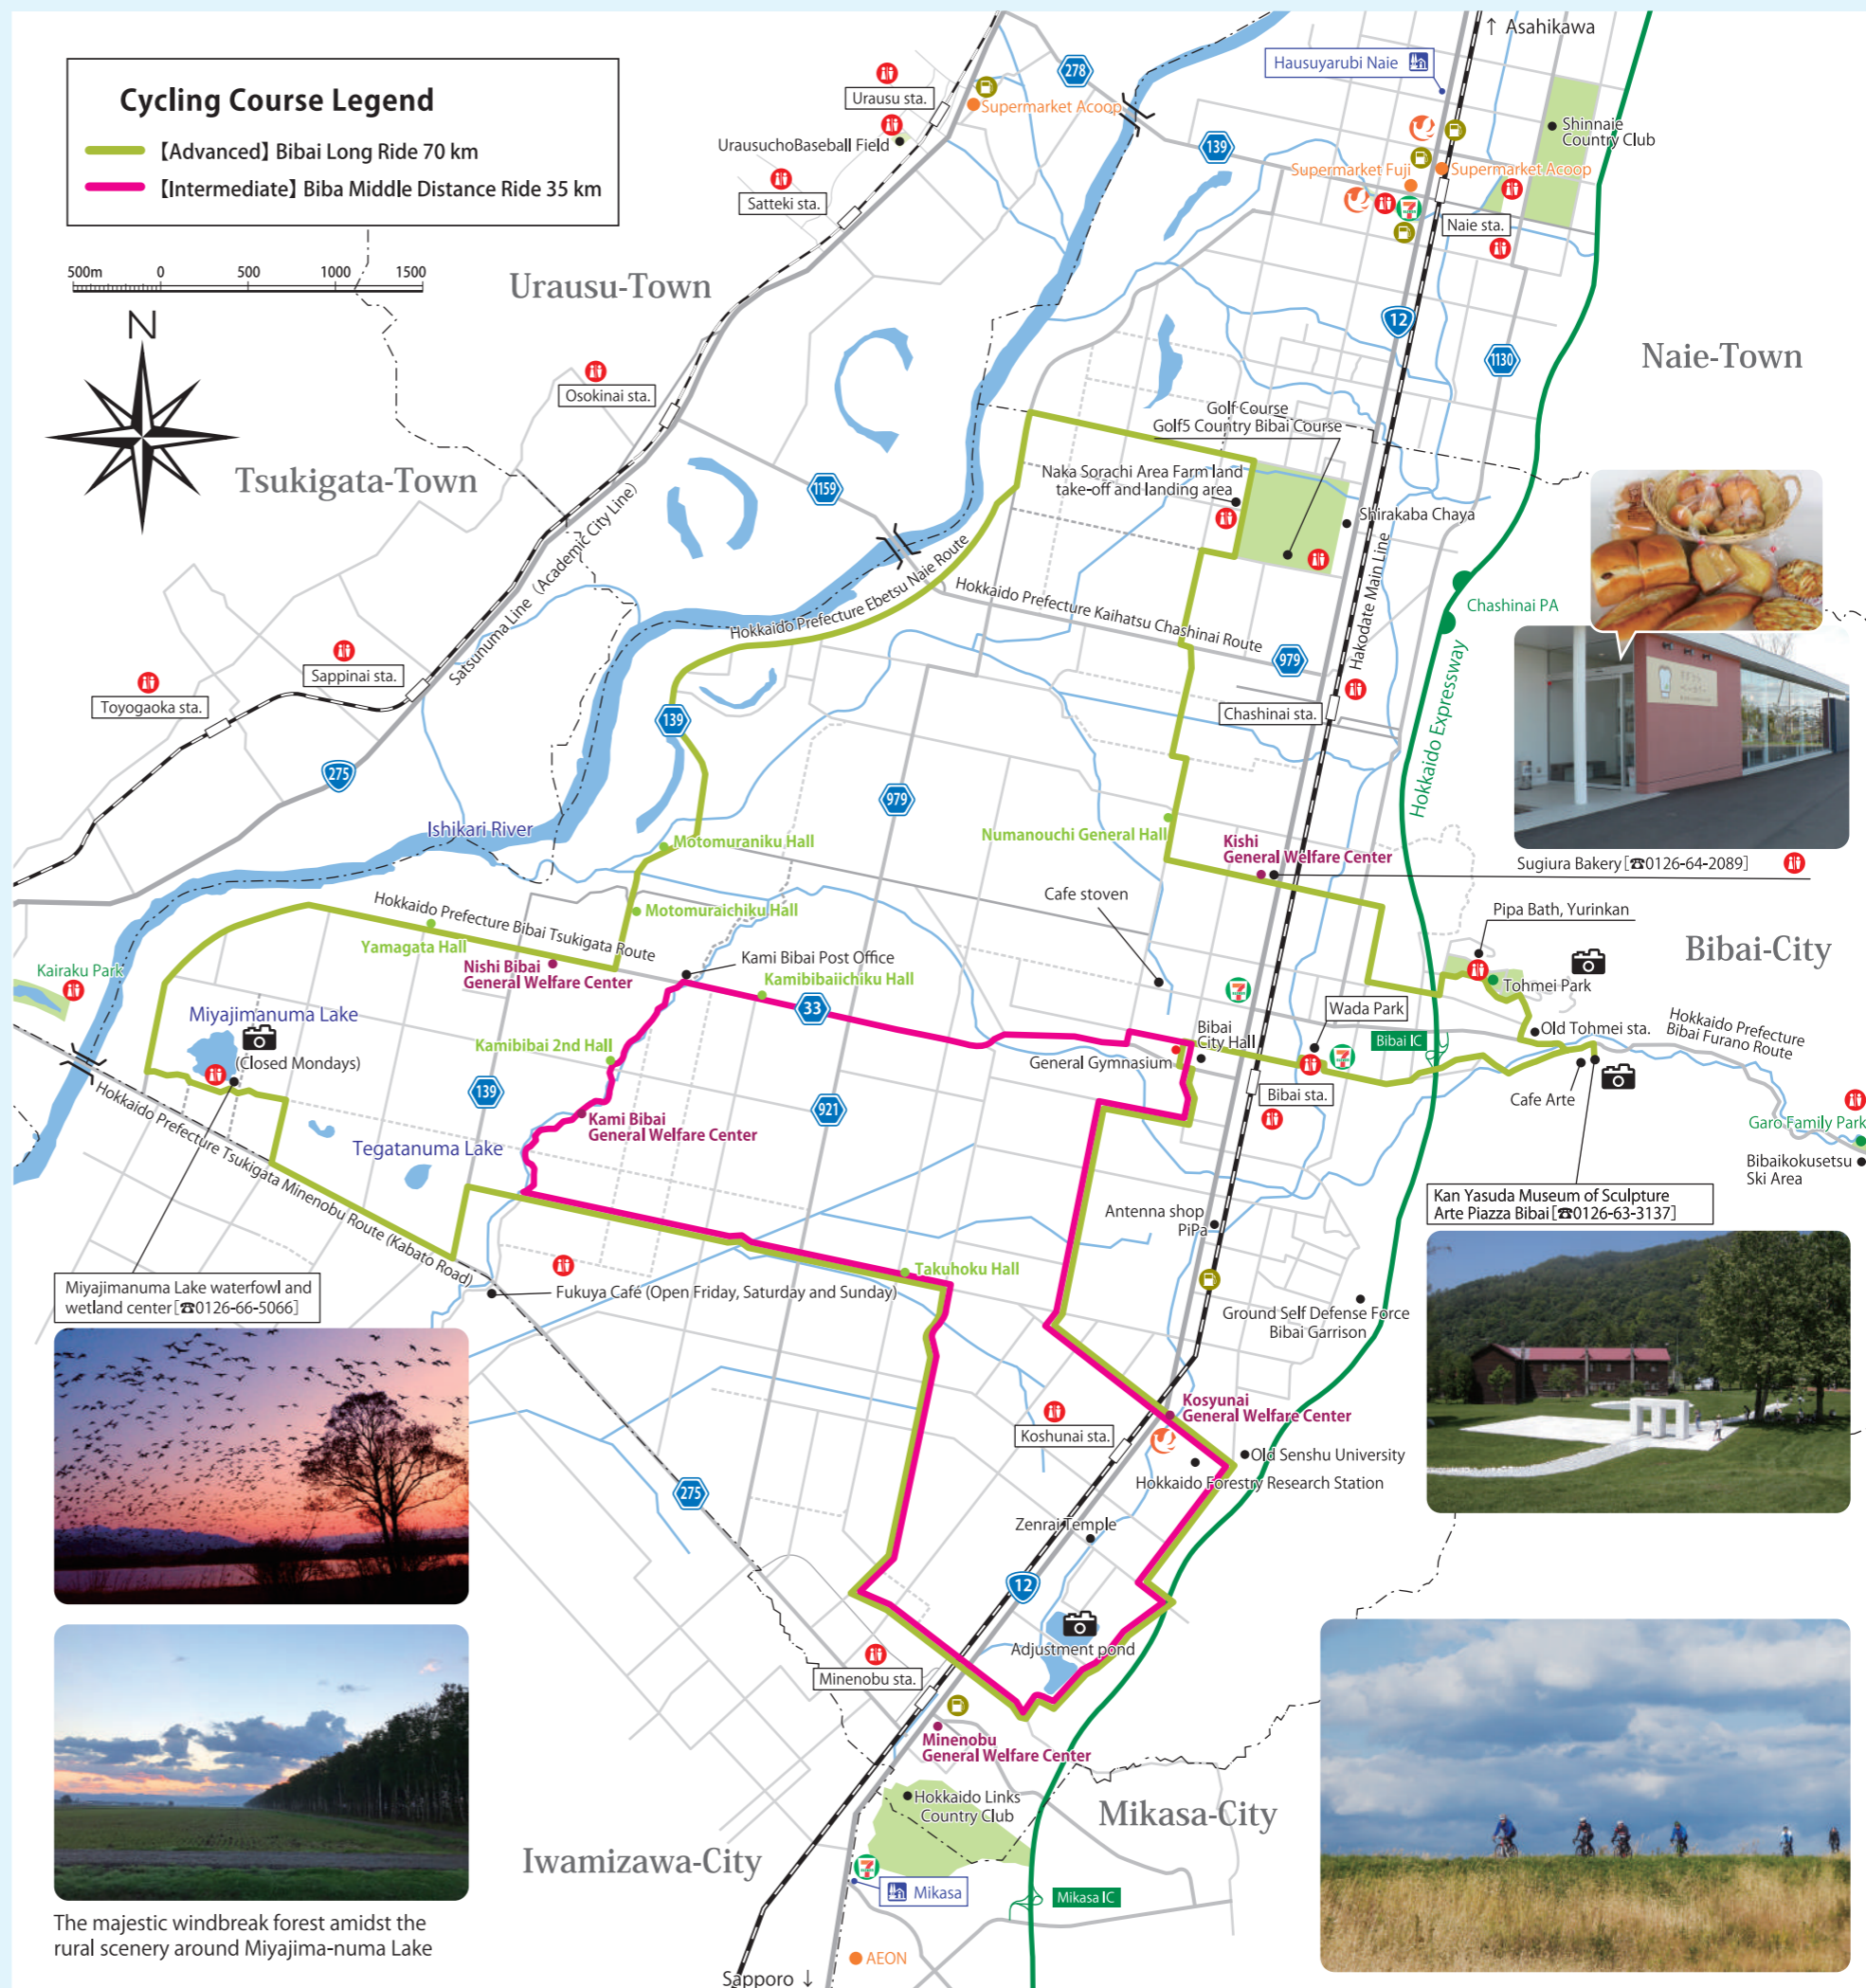 Cycling Course Legend
【Advanced】 Bibai Long Ride 70 km
【Intermediate】 Biba Middle Distance Ride 35 km
500m 0 500 1000 1500
N
↑ Asahikawa
Hausuyarubi Naie
278
Urausu sta.
Supermarket Acoop
UrausuchoBaseball Field
Shinnaie
Country Club
139
Supermarket Fuji
Supermarket Acoop
Satteki sta.
7
Naie sta.
Urausu-Town
12
1130
Naie-Town
Osokinai sta.
Golf Course
Golf5 Country Bibai Course
Tsukigata-Town
Naka Sorachi Area Farm land
take-off and landing area
1159
Shirakaba Chaya
Satsunuma Line (Academic City Line)
Hokkaido Prefecture Ebetsu Naie Route
Hokkaido Prefecture Kaihatsu Chashinai Route
Hakodate Main Line
Chashinai PA
979
Sappinai sta.
Toyogaoka sta.
Chashinai sta.
139
Hokkaido Expressway
275
979
Ishikari River
Motomuraniku Hall
Numanouchi General Hall
Kishi
General Welfare Center
Sugiura Bakery [☎0126-64-2089]
Cafe stoven
Hokkaido Prefecture Bibai Tsukigata Route
Motomuraichiku Hall
Pipa Bath, Yurinkan
Yamagata Hall
Bibai-City
Kami Bibai Post Office
Nishi Bibai
General Welfare Center
Kamibibaiichiku Hall
Kairaku Park
Tohmei Park
7
33
Wada Park
Miyajimanuma Lake
(Closed Mondays)
Old Tohmei sta.
Hokkaido Prefecture
Bibai Furano Route
Bibai
City Hall
Bibai IC
7
Kamibibai 2nd Hall
General Gymnasium
139
Bibai sta.
Cafe Arte
921
Kami Bibai
General Welfare Center
Garo Family Park
Hokkaido Prefecture Tsukigata Minenobu Route (Kabato Road)
Tegatanuma Lake
Bibaikokusetsu
Ski Area
Kan Yasuda Museum of Sculpture
Arte Piazza Bibai [☎0126-63-3137]
Antenna shop
PiPa
Miyajimanuma Lake waterfowl and
wetland center [☎0126-66-5066]
Takuhoku Hall
Fukuya Café (Open Friday, Saturday and Sunday)
Ground Self Defense Force
Bibai Garrison
Kosyunai
General Welfare Center
Koshunai sta.
Old Senshu University
Hokkaido Forestry Research Station
275
Zenrai Temple
12
Adjustment pond
Minenobu sta.
Minenobu
General Welfare Center
Hokkaido Links
Country Club
Mikasa-City
Iwamizawa-City
7
Mikasa
Mikasa IC
The majestic windbreak forest amidst the
rural scenery around Miyajima-numa Lake
AEON
Sapporo ↓